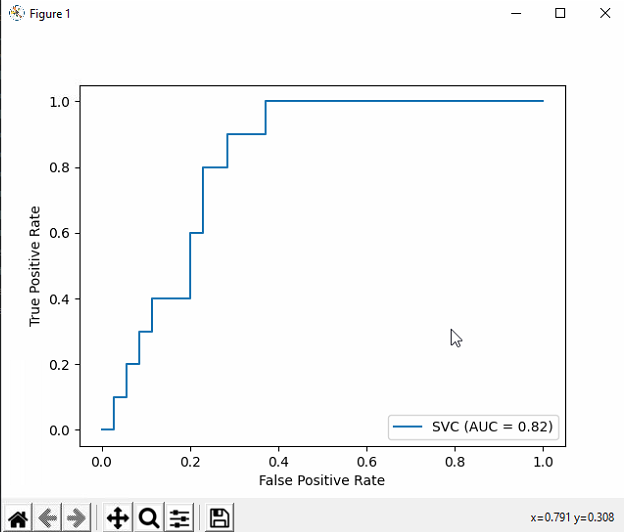 Figure 1
1.0
0.8
0.6
0.4
0.2
0.0
True Positive Rate
SVC (AUC = 0.82)
0.0 0.2 0.4 0.6 0.8 1.0
False Positive Rate
x=0.791 y=0.308